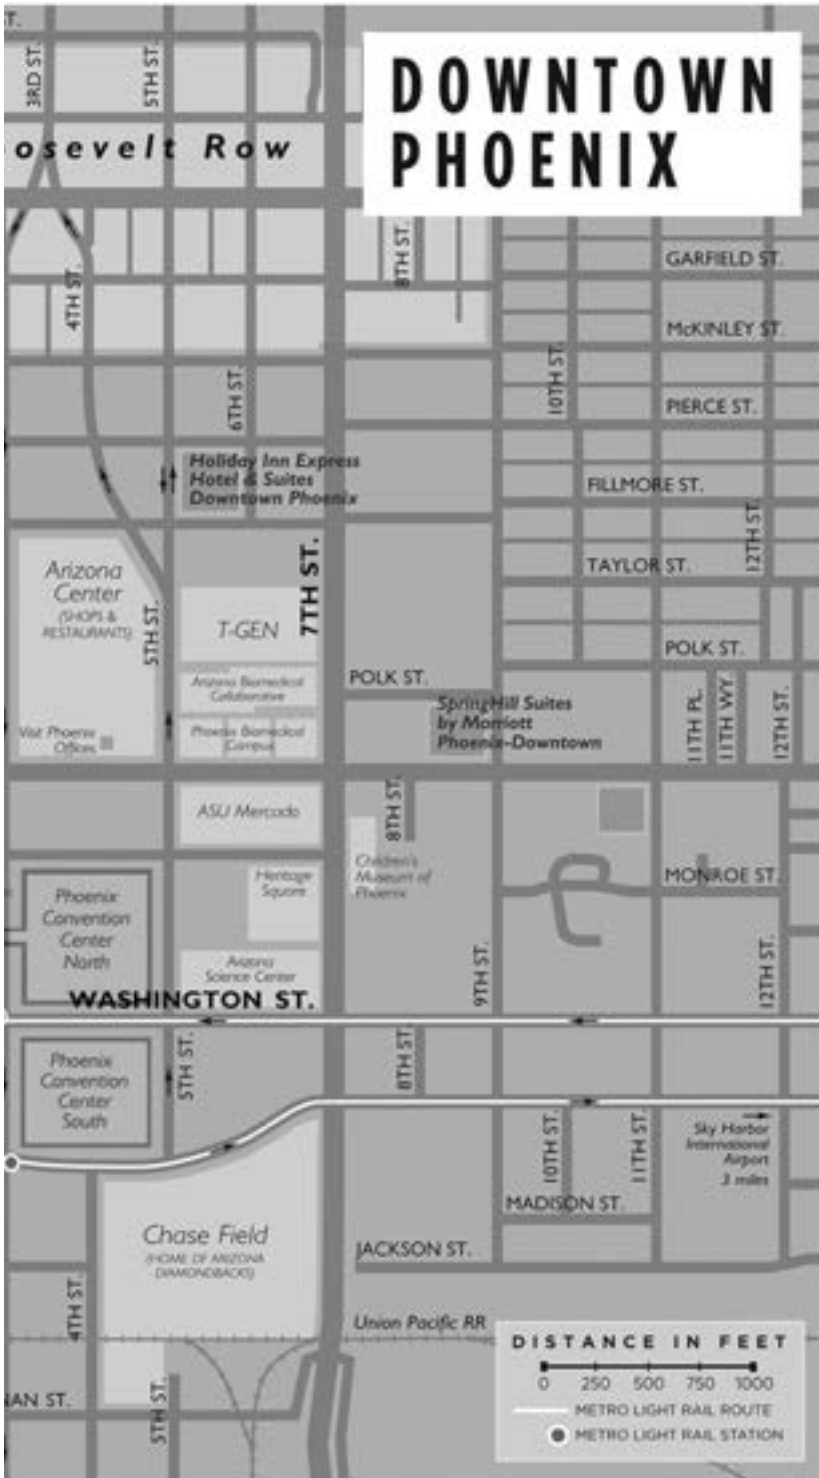 T.
3RD ST.
5TH ST.
DOWNTOWN
PHOENIX
oosevelt Row
8TH ST.
GARFIELD ST.
4TH ST.
McKINLEY ST.
6TH ST.
10TH ST.
PIERCE ST.
Holiday Inn Express
Hotel & Suites
Downtown Phoenix
FILLMORE ST.
12TH ST.
7TH ST.
Arizona
Center
(SHOPS &
RESTAURANTS)
5TH ST.
T-GEN
TAYLOR ST.
POLK ST.
Arizona Biomedical
Collaborative
POLK ST.
SpringHill Suites
by Morriott
Phoenix-Downtown
11TH PL.
11TH WY.
12TH ST.
Visit Phoenix
Offices
Phoenix Biomedical
Campus
ASU Mercado
8TH ST.
Children's
Museum of
Phoenix
Heritage
Square
MONROE ST.
Phoenix
Convention
Center
North
Arizona
Science Center
9TH ST.
12TH ST.
WASHINGTON ST.
Phoenix
Convention
Center
South
5TH ST.
8TH ST.
10TH ST.
11TH ST.
Sky Harbor
International
Airport
3 miles
MADISON ST.
Chase Field
(HOME OF ARIZONA
DIAMONDBACKS)
JACKSON ST.
4TH ST.
Union Pacific RR
DISTANCE IN FEET
0 250 500 750 1000
METRO LIGHT RAIL ROUTE
METRO LIGHT RAIL STATION
NAN ST.
5TH ST.